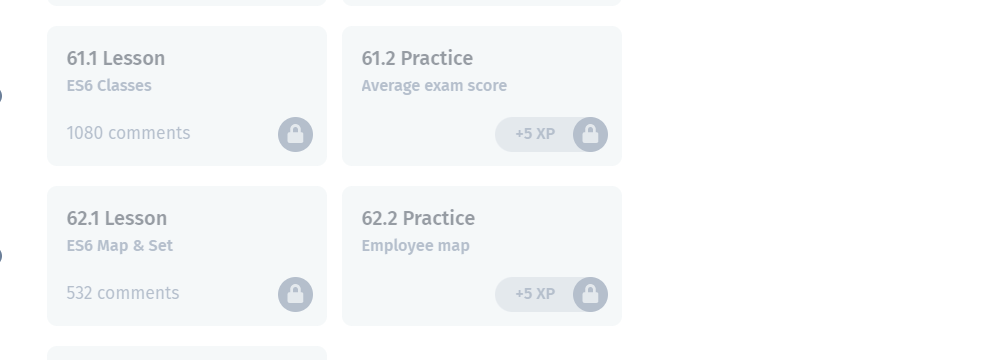 61.1 Lesson
ES6 Classes
1080 comments
61.2 Practice
Average exam score
+5 XP
62.1 Lesson
ES6 Map & Set
532 comments
62.2 Practice
Employee map
+5 XP